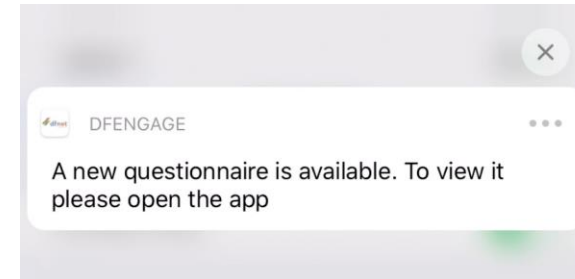 DFENGAGE
A new questionnaire is available. To view it
please open the app